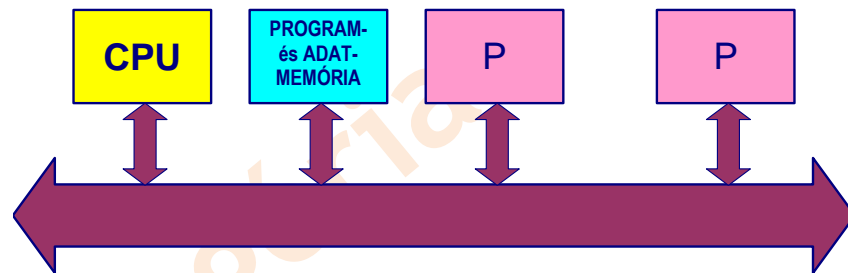 CPU
PROGRAM-
és ADAT-
MEMÓRIA
P
P